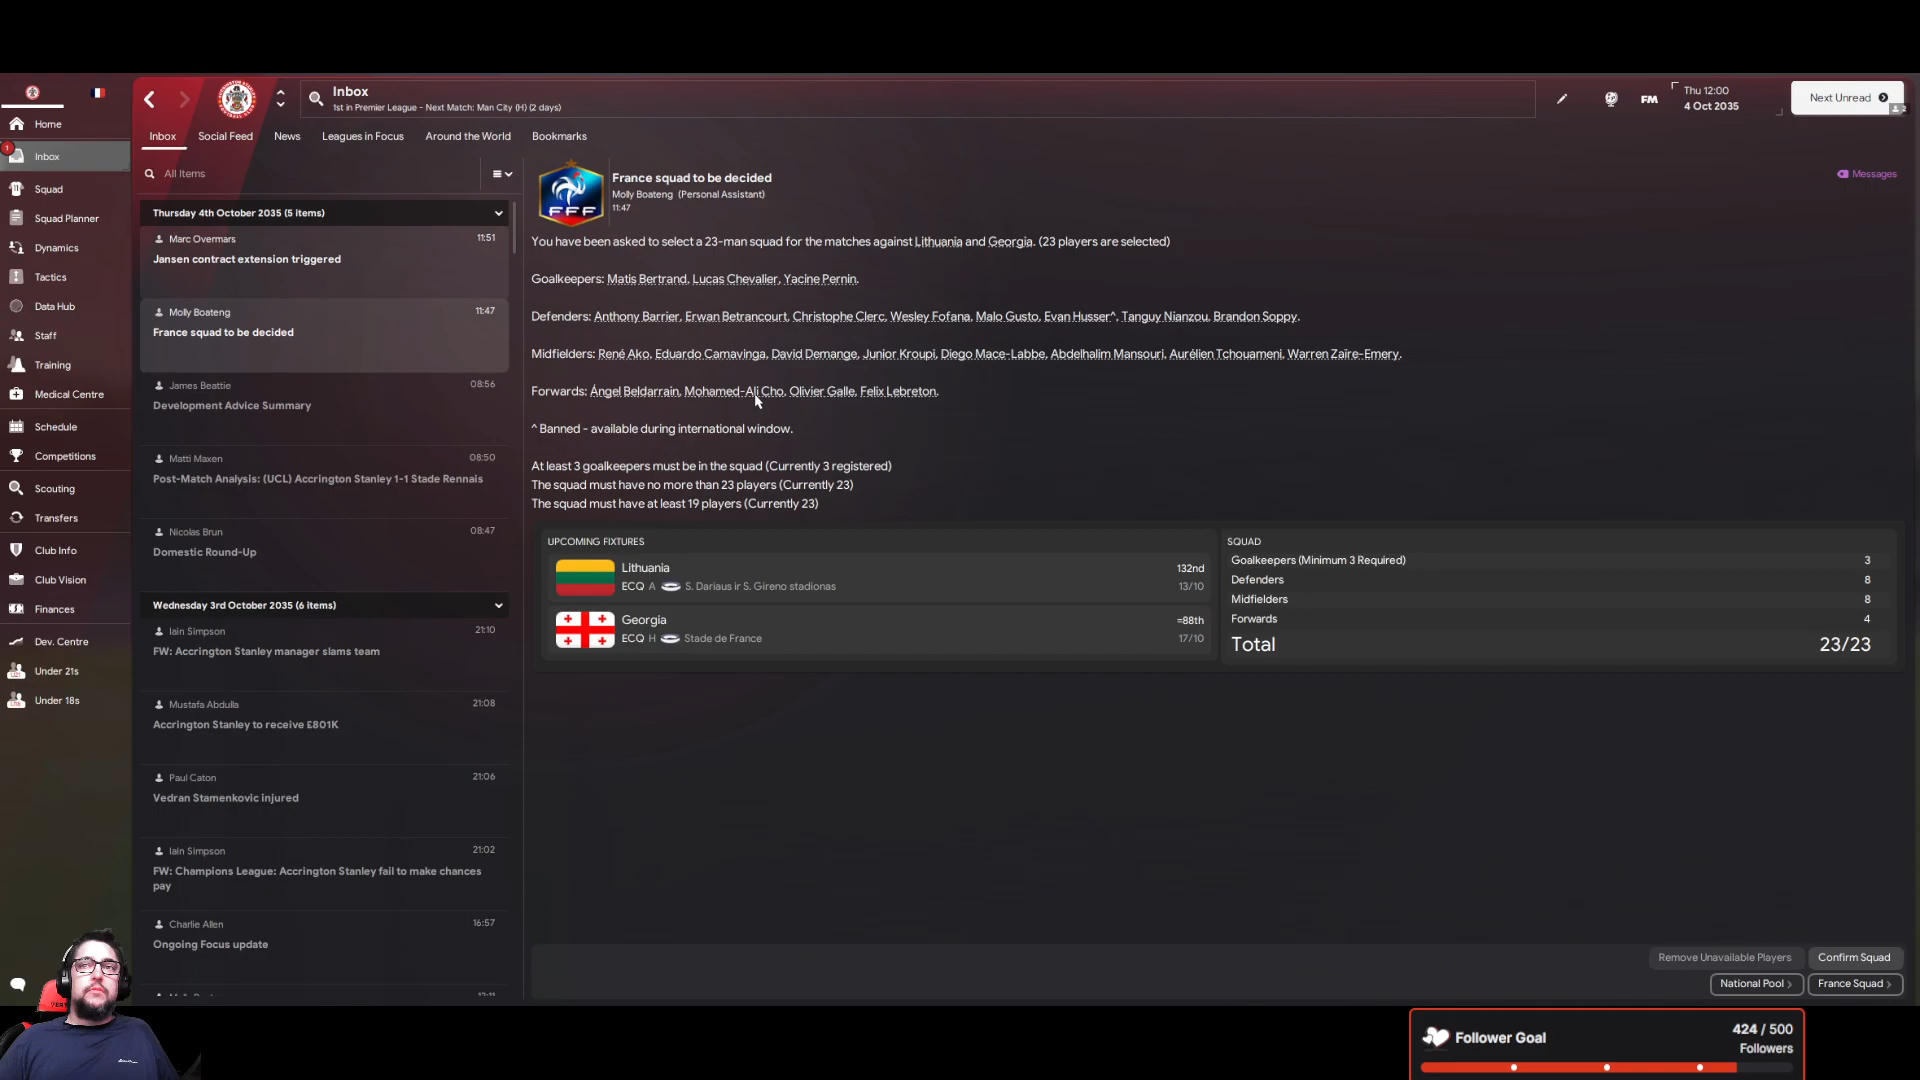 Inbox
1st in Premier League - Next Match: Man City (H) (2 days)
FM
Thu 12:00
4 Oct 2035
Next Unread
2
Home
1
Inbox
Squad
Squad Planner
Dynamics
Tactics
Data Hub
Staff
Training
Medical Centre
Schedule
Competitions
Scouting
Transfers
Club Info
Club Vision
Finances
Dev. Centre
Under 21s
Under 18s
Inbox Social Feed News Leagues in Focus Around the World Bookmarks
All Items
Thursday 4th October 2035 (5 items)
Marc Overmars 11:51
Jansen contract extension triggered
Molly Boateng 11:47
France squad to be decided
James Beattie 08:56
Development Advice Summary
Matti Maxen 08:50
Post-Match Analysis: (UCL) Accrington Stanley 1-1 Stade Rennais
Nicolas Brun 08:47
Domestic Round-Up
Wednesday 3rd October 2035 (6 items)
Iain Simpson 21:10
FW: Accrington Stanley manager slams team
Mustafa Abdulla 21:08
Accrington Stanley to receive £801K
Paul Caton 21:06
Vedran Stamenkovic injured
Iain Simpson 21:02
FW: Champions League: Accrington Stanley fail to make chances
pay
Charlie Allen 16:57
Ongoing Focus update
FFF
France squad to be decided
Molly Boateng (Personal Assistant)
11:47
Messages
You have been asked to select a 23-man squad for the matches against Lithuania and Georgia. (23 players are selected)
Goalkeepers: Matis Bertrand, Lucas Chevalier, Yacine Pernin.
Defenders: Anthony Barrier, Erwan Betrancourt, Christophe Clerc, Wesley Fofana, Malo Gusto, Evan Husser^, Tanguy Nianzou, Brandon Soppy.
Midfielders: René Ako, Eduardo Camavinga, David Demange, Junior Kroupi, Diego Mace-Labbe, Abdelhalim Mansouri, Aurélien Tchouameni, Warren Zaïre-Emery.
Forwards: Ángel Beldarrain, Mohamed-Ali Cho, Olivier Galle, Felix Lebreton.
^ Banned - available during international window.
At least 3 goalkeepers must be in the squad (Currently 3 registered)
The squad must have no more than 23 players (Currently 23)
The squad must have at least 19 players (Currently 23)
UPCOMING FIXTURES
Lithuania 132nd
ECQ A S. Dariaus ir S. Gireno stadionas 13/10
Georgia =88th
ECQ H Stade de France 17/10
SQUAD
Goalkeepers (Minimum 3 Required) 3
Defenders 8
Midfielders 8
Forwards 4
Total 23/23
Remove Unavailable Players Confirm Squad
National Pool France Squad
Follower Goal 424 / 500
Followers